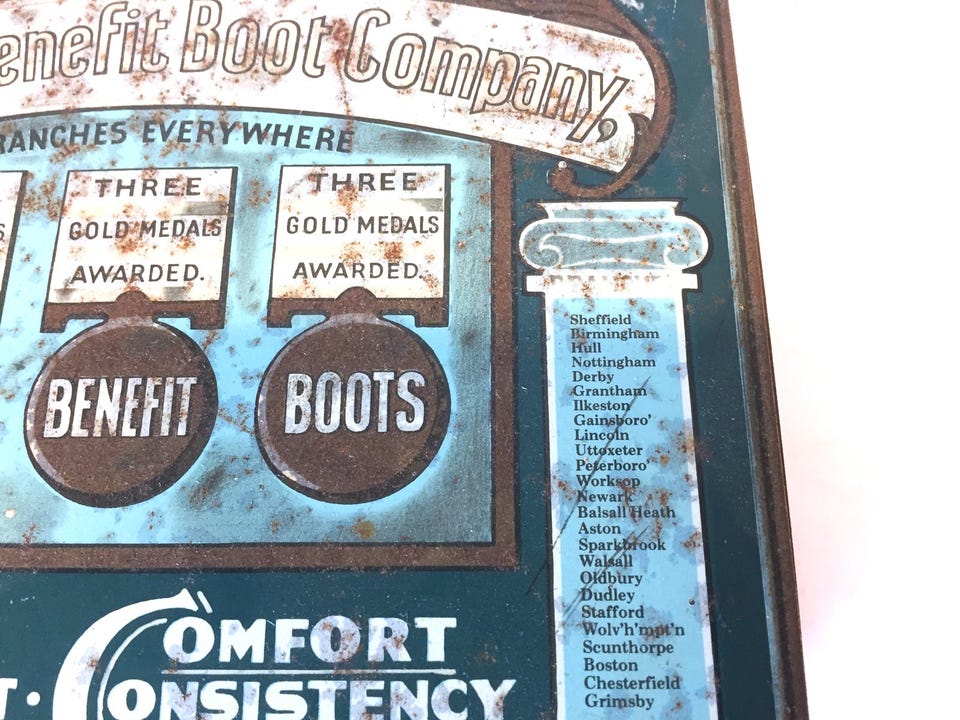 enefit Boot Company,
RANCHES EVERYWHERE
THREE
GOLD MEDALS
AWARDED.
BENEFIT
THREE
GOLD MEDALS
AWARDED.
BOOTS
Sheffield
Birmingham
Hull
Nottingham
Derby
Grantham
Ilkeston
Gainsboro'
Lincoln
Uttoxeter
Peterboro'
Worksop
Newark
Balsall Heath
Aston
Sparkbrook
Walsall
Oldbury
Dudley
Stafford
Wolv'h'mpt'n
Scunthorpe
Boston
Chesterfield
Grimsby
COMFORT
T · CONSISTENCY